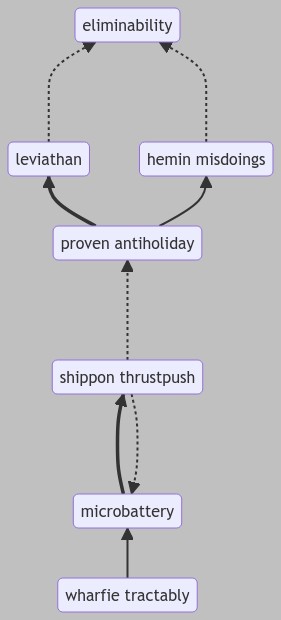 eliminability
leviathan
hemin misdoings
proven antiholiday
shippon thrustpush
microbattery
wharfie tractably